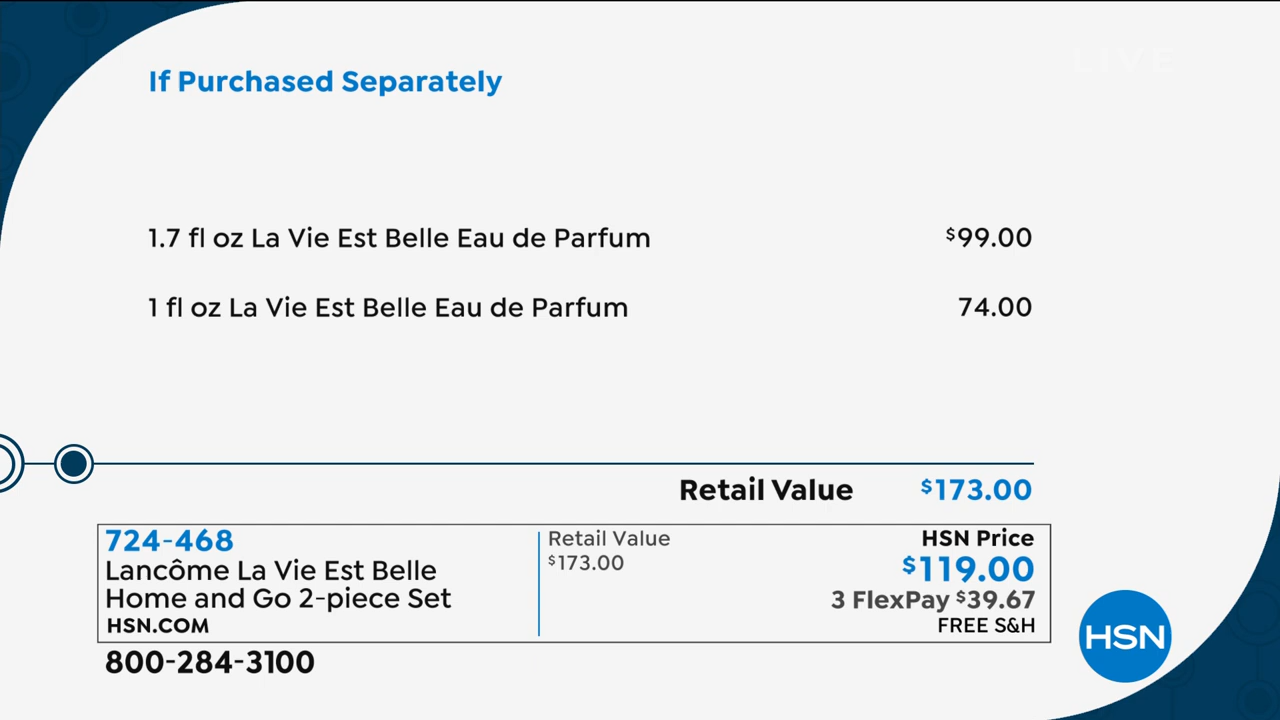 LIVE
If Purchased Separately
1.7 fl oz La Vie Est Belle Eau de Parfum $99.00
1 fl oz La Vie Est Belle Eau de Parfum 74.00
Retail Value $173.00
724-468
Lancôme La Vie Est Belle
Home and Go 2-piece Set
HSN.COM
Retail Value
$173.00
HSN Price
$119.00
3 FlexPay $39.67
FREE S&H
800-284-3100
HSN